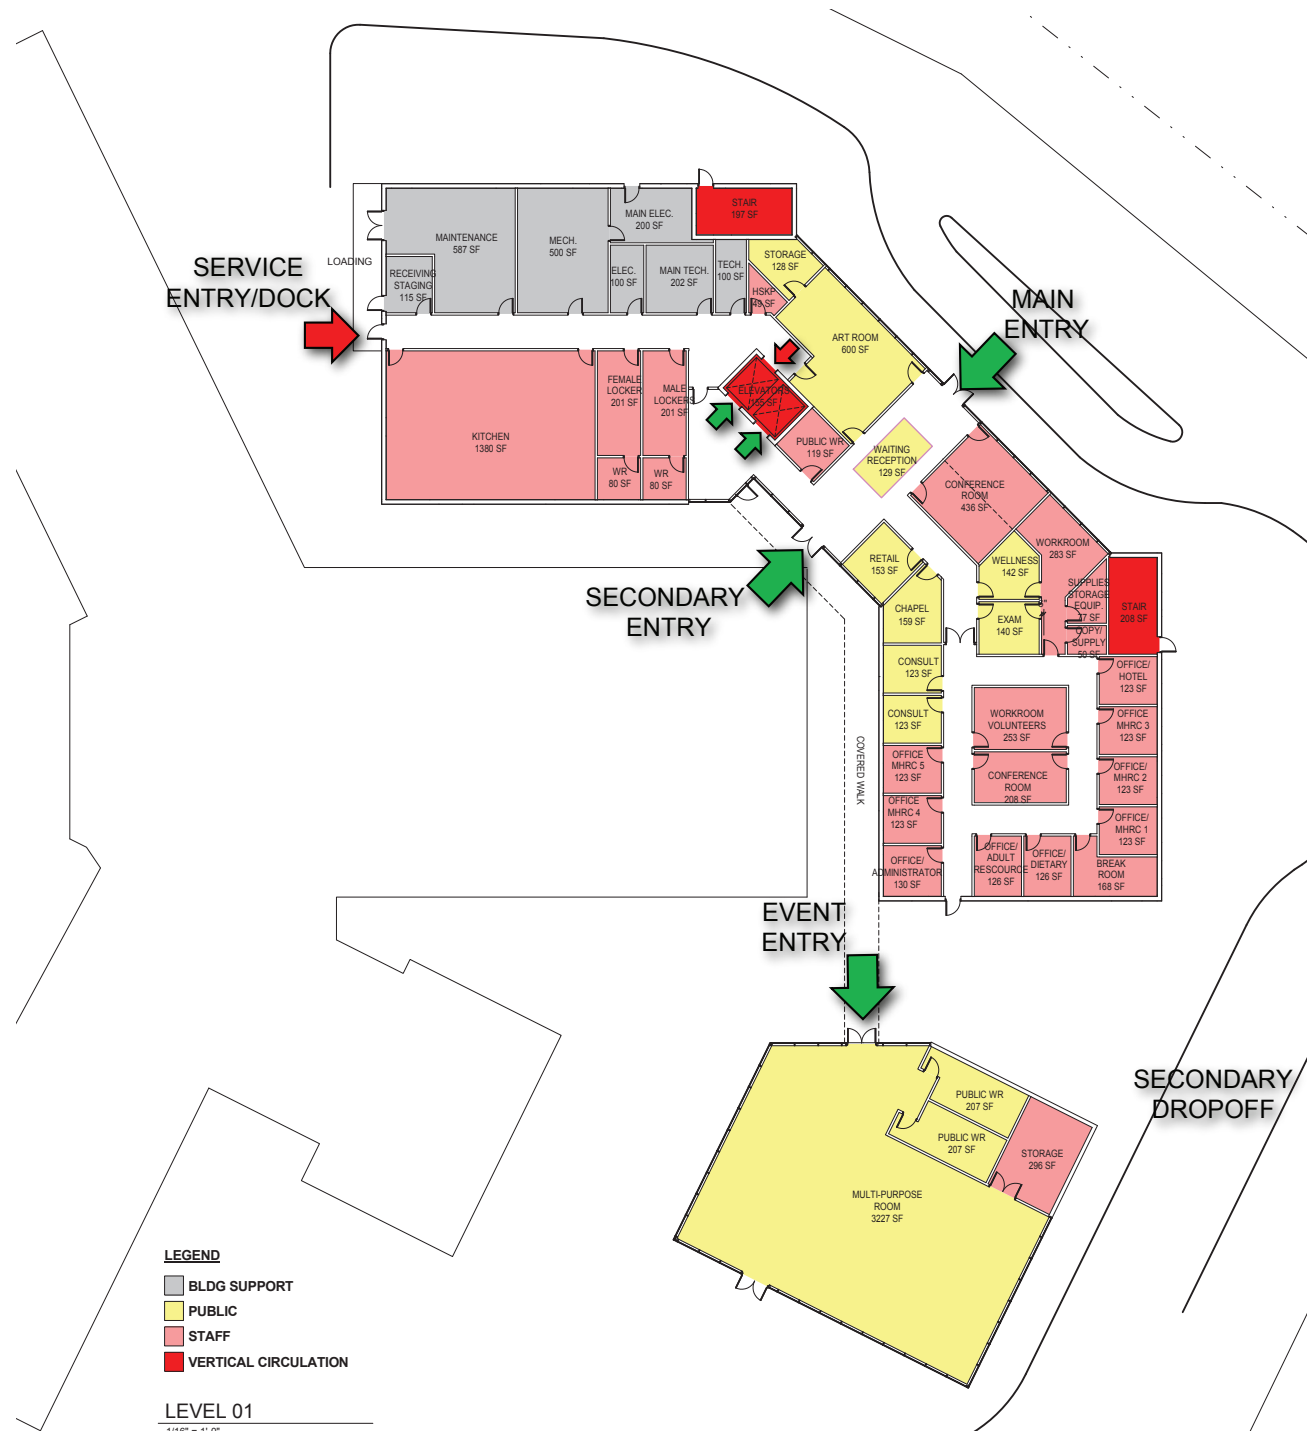 SERVICE
ENTRY/DOCK
LOADING
MAINTENANCE
587 SF
RECEIVING
STAGING
115 SF
MECH.
500 SF
MAIN ELEC.
200 SF
ELEC.
100 SF
MAIN TECH.
202 SF
TECH.
100 SF
STAIR
197 SF
STORAGE
128 SF
HSKP
49 SF
ART ROOM
600 SF
MAIN
ENTRY
KITCHEN
1380 SF
FEMALE
LOCKER
201 SF
MALE
LOCKERS
201 SF
WR
80 SF
WR
80 SF
ELEVATORS
155 SF
PUBLIC WR
119 SF
WAITING
RECEPTION
129 SF
CONFERENCE
ROOM
436 SF
WORKROOM
283 SF
SECONDARY
ENTRY
RETAIL
153 SF
WELLNESS
142 SF
SUPPLIES
STORAGE
EQUIP.
77 SF
STAIR
208 SF
CHAPEL
159 SF
EXAM
140 SF
COPY/
SUPPLY
50 SF
CONSULT
123 SF
OFFICE/
HOTEL
123 SF
CONSULT
123 SF
WORKROOM
VOLUNTEERS
253 SF
OFFICE
MHRC 3
123 SF
COVERED WALK
OFFICE
MHRC 5
123 SF
CONFERENCE
ROOM
208 SF
OFFICE/
MHRC 2
123 SF
OFFICE
MHRC 4
123 SF
OFFICE/
MHRC 1
123 SF
OFFICE/
ADMINISTRATOR
130 SF
OFFICE/
ADULT
RESCOURCE
126 SF
OFFICE/
DIETARY
126 SF
BREAK
ROOM
168 SF
EVENT
ENTRY
PUBLIC WR
207 SF
PUBLIC WR
207 SF
STORAGE
296 SF
SECONDARY
DROPOFF
MULTI-PURPOSE
ROOM
3227 SF
LEGEND
BLDG SUPPORT
PUBLIC
STAFF
VERTICAL CIRCULATION
LEVEL 01
1/16" = 1'-0"